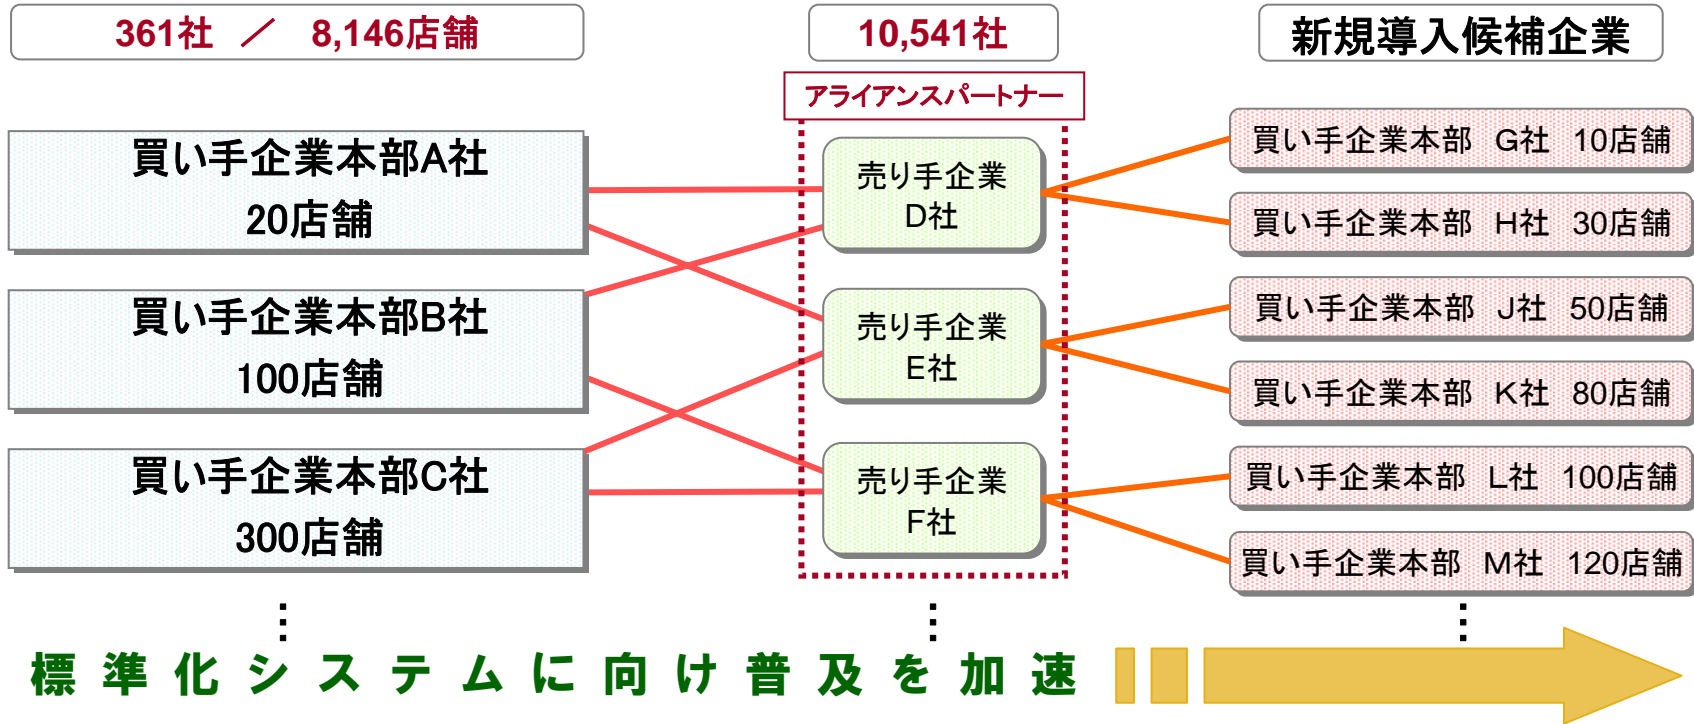 361社 ／ 8,146店舗
10,541社
新規導入候補企業
アライアンスパートナー
買い手企業本部A社
20店舗
買い手企業本部B社
100店舗
買い手企業本部C社
300店舗
売り手企業
D社
売り手企業
E社
売り手企業
F社
買い手企業本部 G社 10店舗
買い手企業本部 H社 30店舗
買い手企業本部 J社 50店舗
買い手企業本部 K社 80店舗
買い手企業本部 L社 100店舗
買い手企業本部 M社 120店舗
標準化システムに向け普及を加速